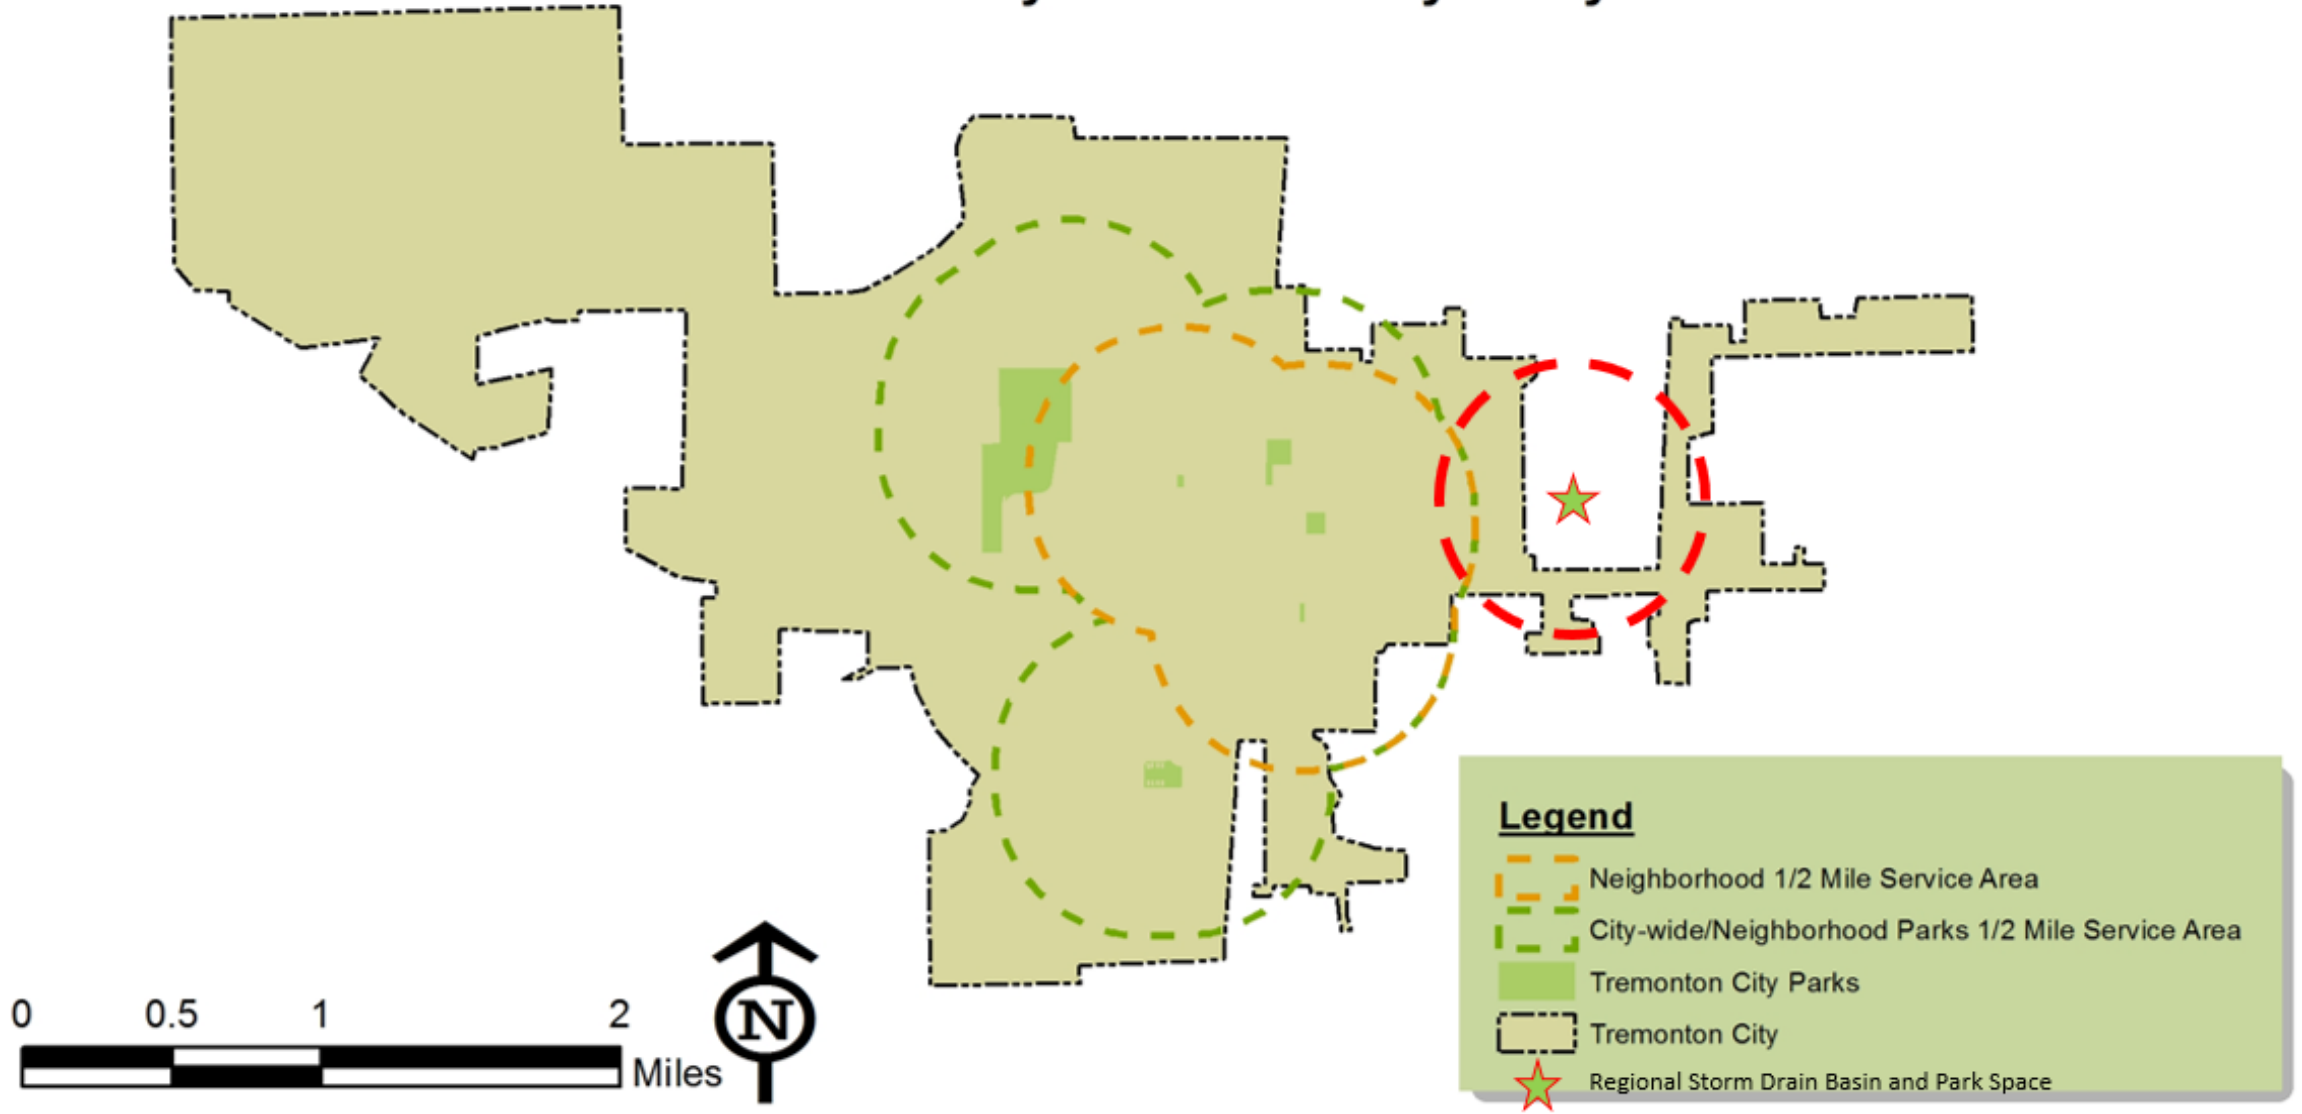 Legend
Neighborhood 1/2 Mile Service Area
City-wide/Neighborhood Parks 1/2 Mile Service Area
Tremonton City Parks
Tremonton City
Regional Storm Drain Basin and Park Space
0 0.5 1 2
Miles
N